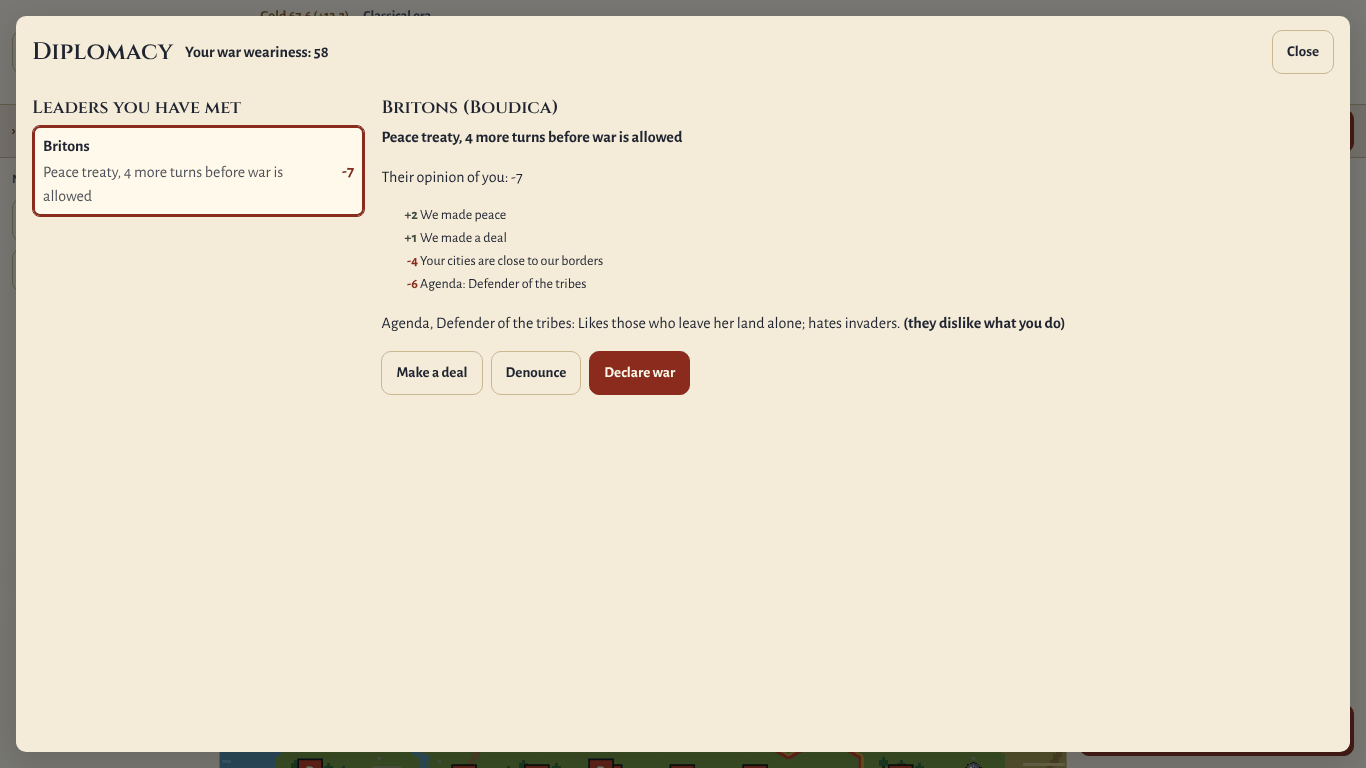 Diplomacy Your war weariness: 58
Close
Leaders you have met
Britons
Peace treaty, 4 more turns before war is
allowed
-7
Britons (Boudica)
Peace treaty, 4 more turns before war is allowed
Their opinion of you: -7
+2 We made peace
+1 We made a deal
-4 Your cities are close to our borders
-6 Agenda: Defender of the tribes
Agenda, Defender of the tribes: Likes those who leave her land alone; hates invaders. (they dislike what you do)
Make a deal
Denounce
Declare war